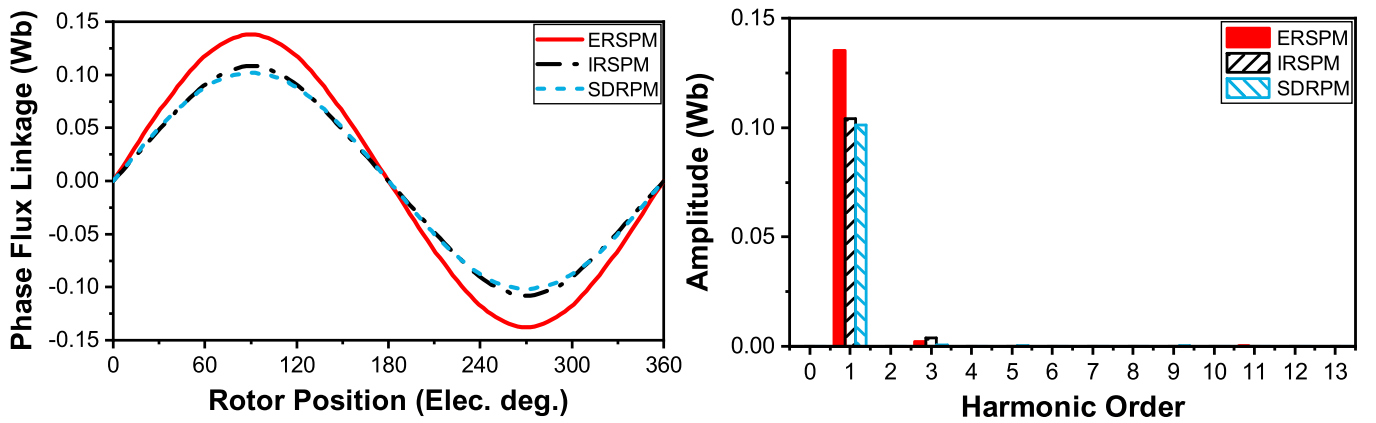 Phase Flux Linkage (Wb)
0.15
0.10
0.05
0.00
-0.05
-0.10
-0.15
0 60 120 180 240 300 360
Rotor Position (Elec. deg.)
ERSPM
IRSPM
SDRPM
Amplitude (Wb)
0.15
0.10
0.05
0.00
0 1 2 3 4 5 6 7 8 9 10 11 12 13
Harmonic Order
ERSPM
IRSPM
SDRPM